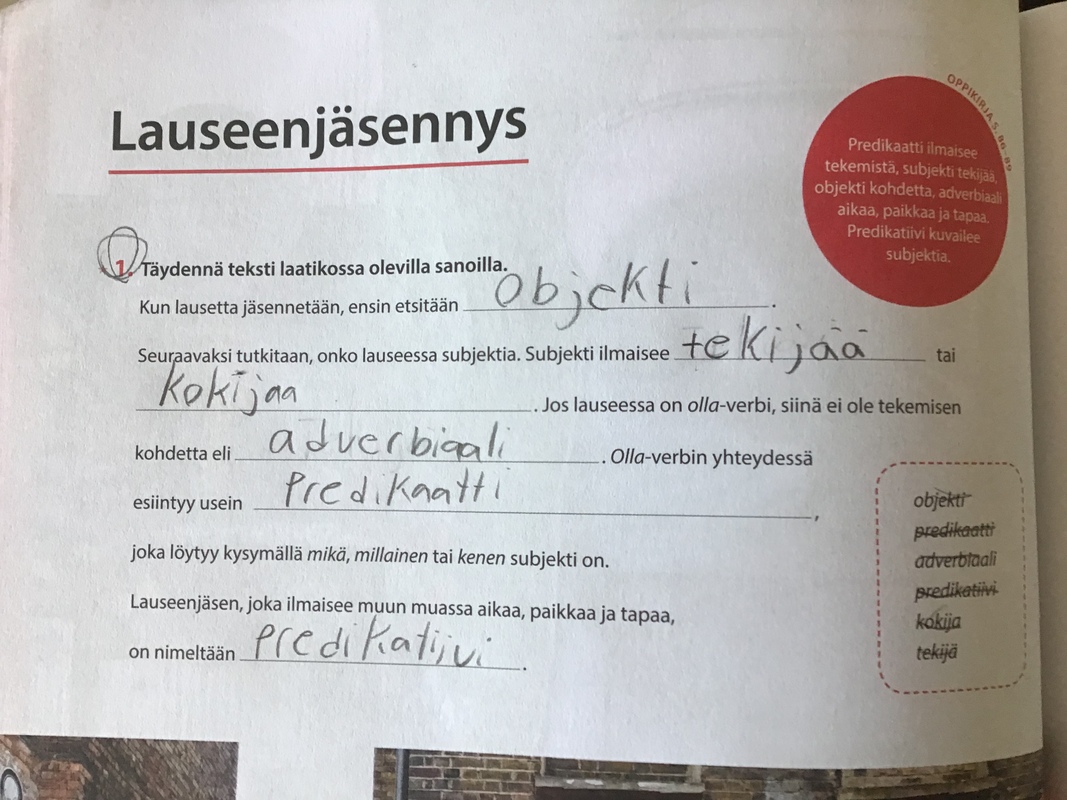 Lauseenjäsennys
OPPIKIRJA S. 86–89
Predikaatti ilmaisee
tekemistä, subjekti tekijää,
objekti kohdetta, adverbiaali
aikaa, paikkaa ja tapaa.
Predikatiivi kuvailee
subjektia.
1. Täydennä teksti laatikossa olevilla sanoilla.
Kun lausetta jäsennetään, ensin etsitään objekti.
Seuraavaksi tutkitaan, onko lauseessa subjektia. Subjekti ilmaisee tekijää tai
kokijaa. Jos lauseessa on olla-verbi, siinä ei ole tekemisen
kohdetta eli adverbiaali. Olla-verbin yhteydessä
esiintyy usein predikaatti,
joka löytyy kysymällä mikä, millainen tai kenen subjekti on.
Lauseenjäsen, joka ilmaisee muun muassa aikaa, paikkaa ja tapaa,
on nimeltään predikatiivi.
objekti
predikaatti
adverbiaali
predikatiivi
kokija
tekijä